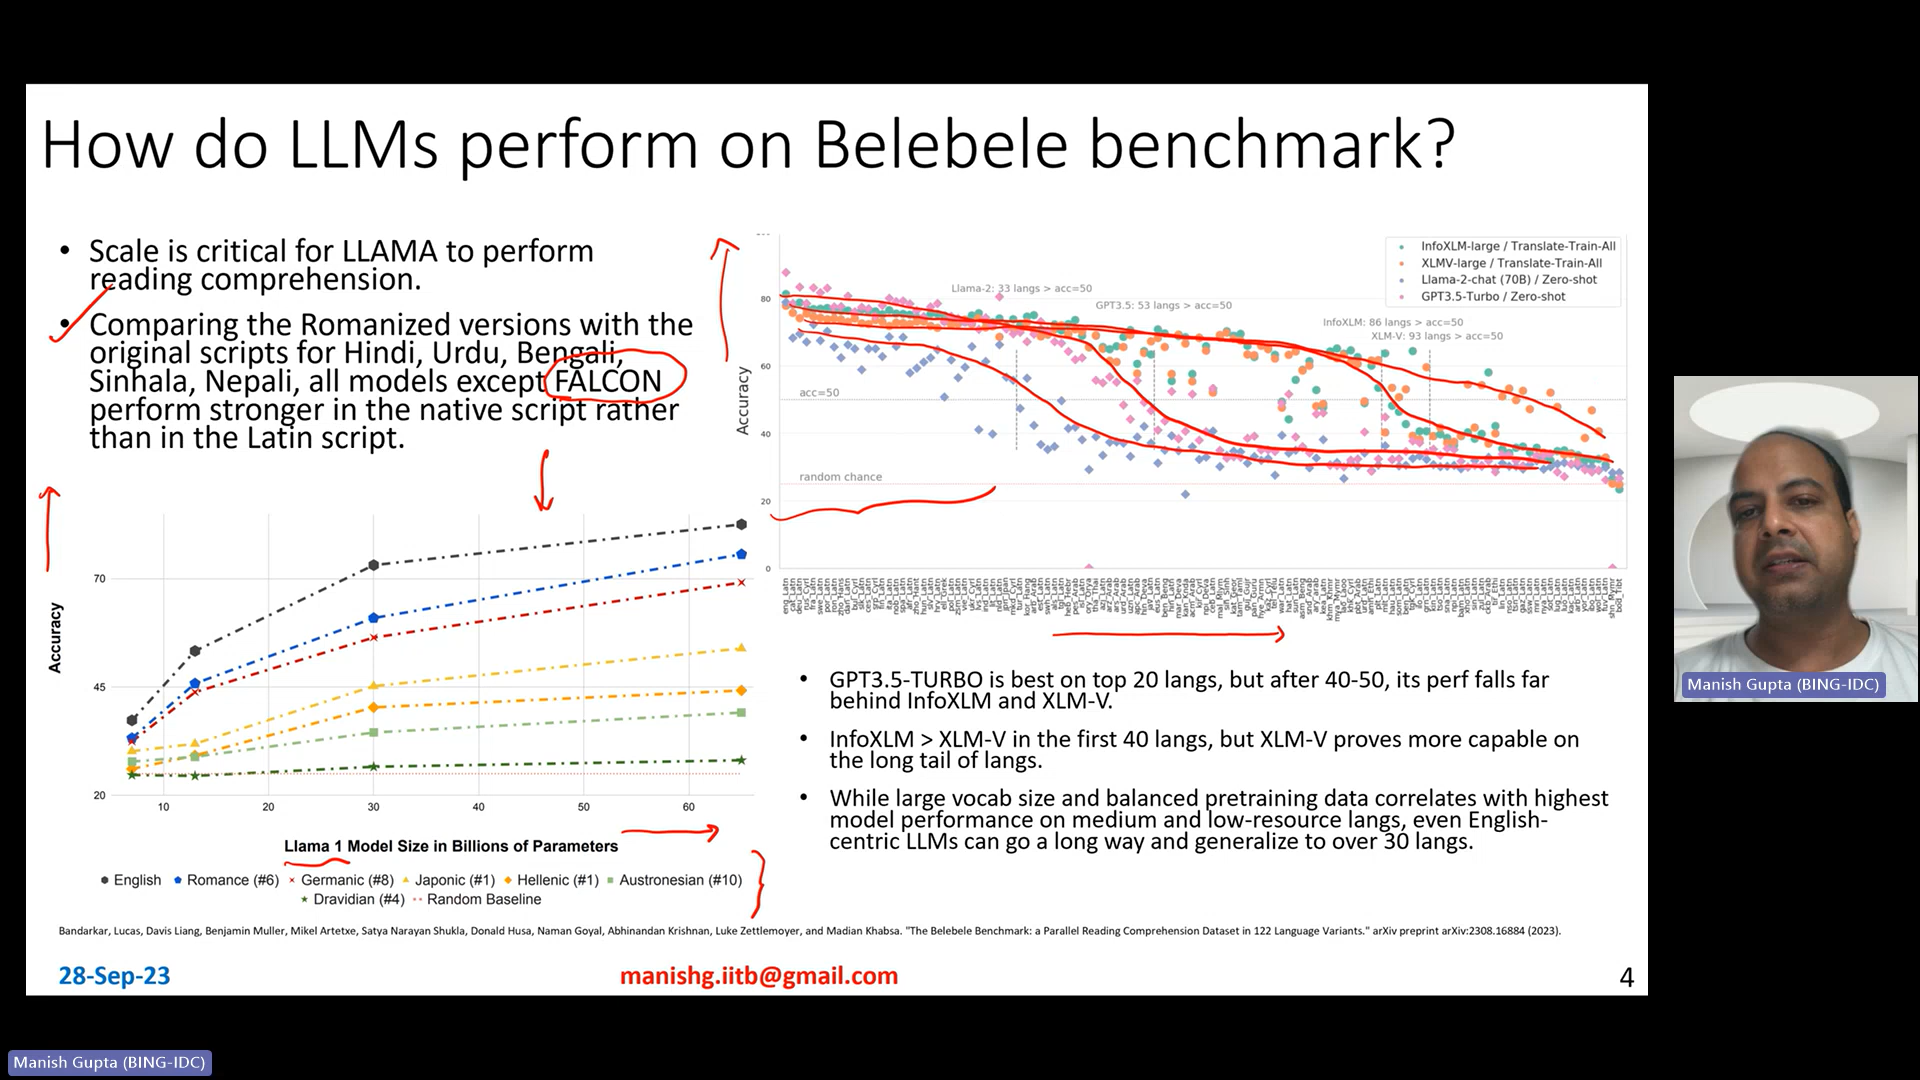 How do LLMs perform on Belebele benchmark?
• Scale is critical for LLAMA to perform
reading comprehension.
• Comparing the Romanized versions with the
original scripts for Hindi, Urdu, Bengali,
Sinhala, Nepali, all models except FALCON
perform stronger in the native script rather
than in the Latin script.
Accuracy
70
45
20
10
20
30
40
50
60
Llama 1 Model Size in Billions of Parameters
English Romance (#6) Germanic (#8) Japonic (#1) Hellenic (#1) Austronesian (#10)
Dravidian (#4) Random Baseline
InfoXLM-large / Translate-Train-All
XLMV-large / Translate-Train-All
Llama-2-chat (70B) / Zero-shot
GPT3.5-Turbo / Zero-shot
Llama-2: 33 langs > acc=50
GPT3.5: 53 langs > acc=50
InfoXLM: 86 langs > acc=50
XLM-V: 93 langs > acc=50
Accuracy
80
60
acc=50
40
random chance
20
0
• GPT3.5-TURBO is best on top 20 langs, but after 40-50, its perf falls far
behind InfoXLM and XLM-V.
• InfoXLM > XLM-V in the first 40 langs, but XLM-V proves more capable on
the long tail of langs.
• While large vocab size and balanced pretraining data correlates with highest
model performance on medium and low-resource langs, even English-
centric LLMs can go a long way and generalize to over 30 langs.
Bandarkar, Lucas, Davis Liang, Benjamin Muller, Mikel Artetxe, Satya Narayan Shukla, Donald Husa, Naman Goyal, Abhinandan Krishnan, Luke Zettlemoyer, and Madian Khabsa. "The Belebele Benchmark: a Parallel Reading Comprehension Dataset in 122 Language Variants." arXiv preprint arXiv:2308.16884 (2023).
28-Sep-23
manishg.iitb@gmail.com
4
Manish Gupta (BING-IDC)
Manish Gupta (BING-IDC)